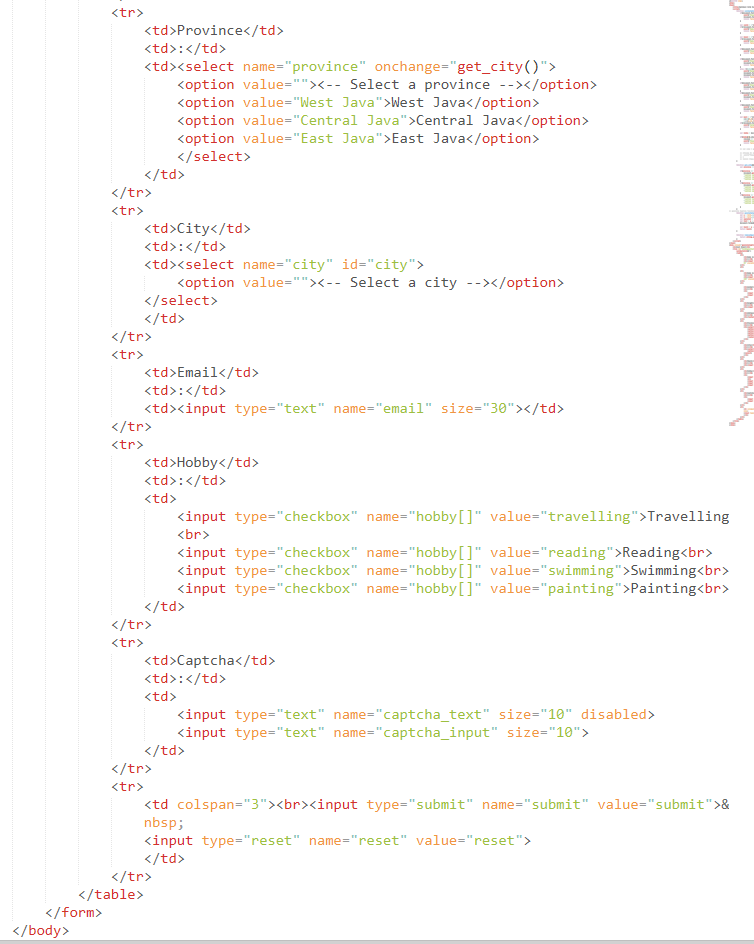 <tr>
<td>Province</td>
<td>:</td>
<td><select name="province" onchange="get_city()">
<option value=""><-- Select a province --></option>
<option value="West Java">West Java</option>
<option value="Central Java">Central Java</option>
<option value="East Java">East Java</option>
</select>
</td>
</tr>
<tr>
<td>City</td>
<td>:</td>
<td><select name="city" id="city">
<option value=""><-- Select a city --></option>
</select>
</td>
</tr>
<tr>
<td>Email</td>
<td>:</td>
<td><input type="text" name="email" size="30"></td>
</tr>
<tr>
<td>Hobby</td>
<td>:</td>
<td>
<input type="checkbox" name="hobby[]" value="travelling">Travelling
<br>
<input type="checkbox" name="hobby[]" value="reading">Reading<br>
<input type="checkbox" name="hobby[]" value="swimming">Swimming<br>
<input type="checkbox" name="hobby[]" value="painting">Painting<br>
</td>
</tr>
<tr>
<td>Captcha</td>
<td>:</td>
<td>
<input type="text" name="captcha_text" size="10" disabled>
<input type="text" name="captcha_input" size="10">
</td>
</tr>
<tr>
<td colspan="3"><br><input type="submit" name="submit" value="submit">&
nbsp;
<input type="reset" name="reset" value="reset">
</td>
</tr>
</table>
</form>
</body>